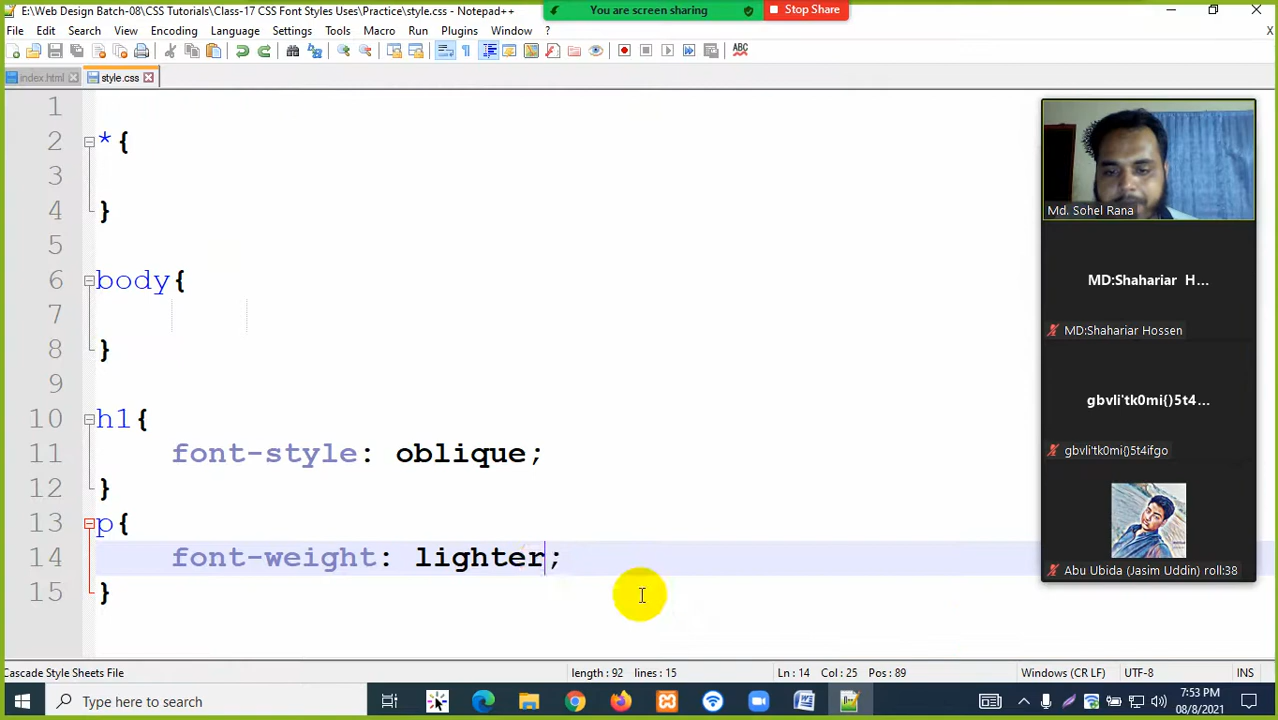 E:\Web Design Batch-08\CSS Tutorials\Class-17 CSS Font Styles Uses\Practice\style.css - Notepad++
You are screen sharing
Stop Share
File Edit Search View Encoding Language Settings Tools Macro Run Plugins Window ?
X
ABC
index.html style.css
1
2 *{
3
4 }
5
6 body{
7
8 }
9
10 h1{
11 font-style: oblique;
12 }
13 p{
14 font-weight: lighter;
15 }
Md. Sohel Rana
MD:Shahariar H...
MD:Shahariar Hossen
gbvli'tk0mi{}5t4...
gbvli'tk0mi{}5t4ifgo
Abu Ubida (Jasim Uddin) roll:38
Cascade Style Sheets File length : 92 lines : 15 Ln : 14 Col : 25 Pos : 89 Windows (CR LF) UTF-8 INS
Type here to search
7:53 PM
08/8/2021